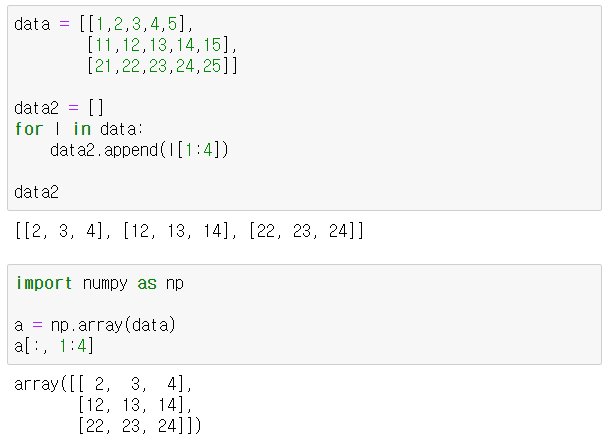 data = [[1,2,3,4,5],
        [11,12,13,14,15],
        [21,22,23,24,25]]
data2 = []
for l in data:
    data2.append(l[1:4])
data2
[[2, 3, 4], [12, 13, 14], [22, 23, 24]]
import numpy as np
a = np.array(data)
a[:, 1:4]
array([[ 2,  3,  4],
       [12, 13, 14],
       [22, 23, 24]])